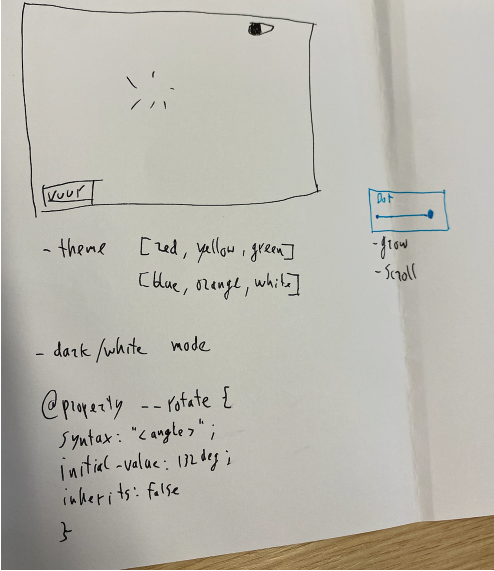 vuur
Dot
- grow
- scroll
- theme [red, yellow, green]
[blue, orange, white]
- dark/white mode
@property --rotate {
syntax: "<angle>";
initial-value: 132deg;
inherits: false
}